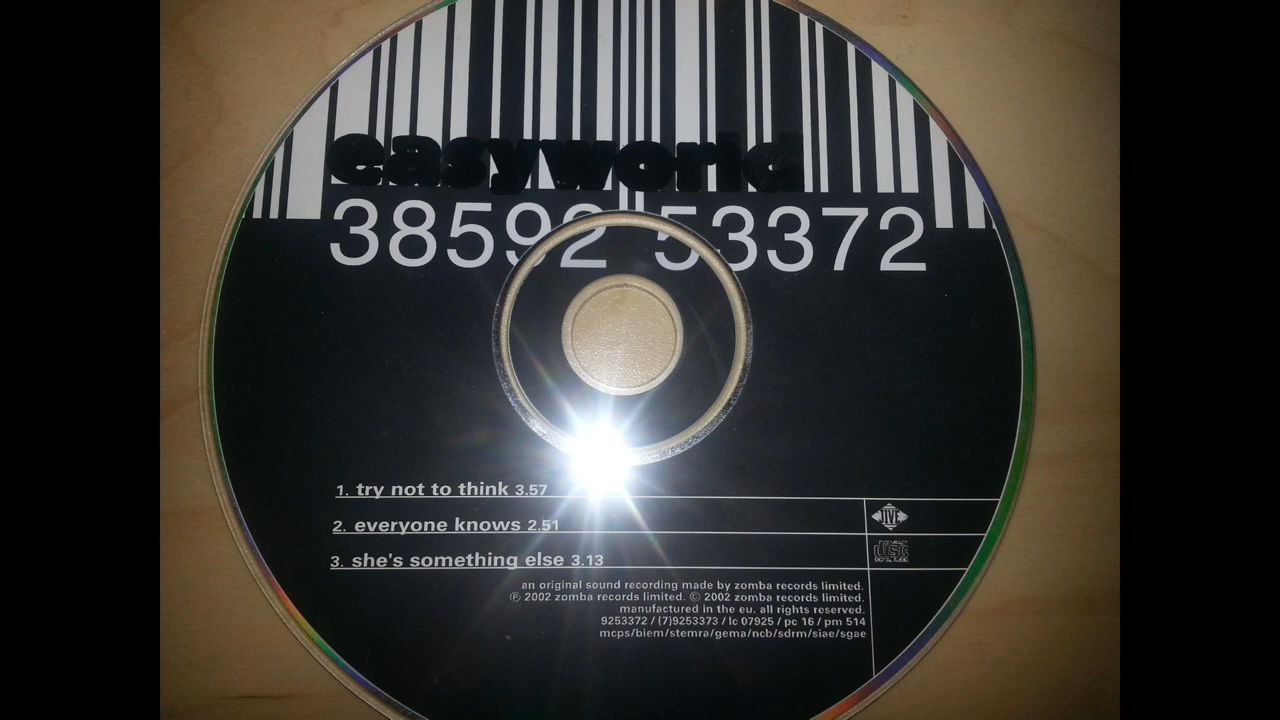 easyworld
38592 53372
1. try not to think 3.57
2. everyone knows 2.51
3. she's something else 3.13
JIVE
disc
an original sound recording made by zomba records limited.
℗ 2002 zomba records limited. © 2002 zomba records limited.
manufactured in the eu. all rights reserved.
9253372 / (7)9253373 / lc 07925 / pc 16 / pm 514
mcps/biem/stemra/gema/ncb/sdrm/siae/sgae